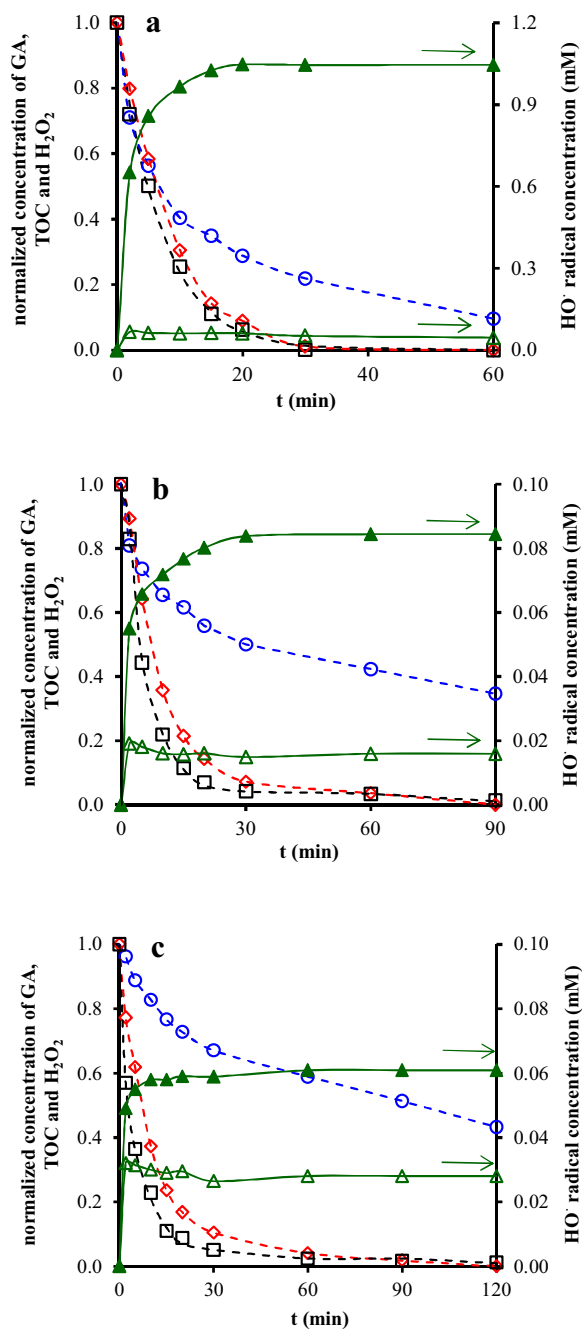 a
normalized concentration of GA,
TOC and H₂O₂
1.0
0.8
0.6
0.4
0.2
0.0
1.2
0.9
0.6
0.3
0.0
HO· radical concentration (mM)
0 20 40 60
t (min)
b
normalized concentration of GA,
TOC and H₂O₂
1.0
0.8
0.6
0.4
0.2
0.0
0.10
0.08
0.06
0.04
0.02
0.00
HO· radical concentration (mM)
0 30 60 90
t (min)
c
normalized concentration of GA,
TOC and H₂O₂
1.0
0.8
0.6
0.4
0.2
0.0
0.10
0.08
0.06
0.04
0.02
0.00
HO· radical concentration (mM)
0 30 60 90 120
t (min)